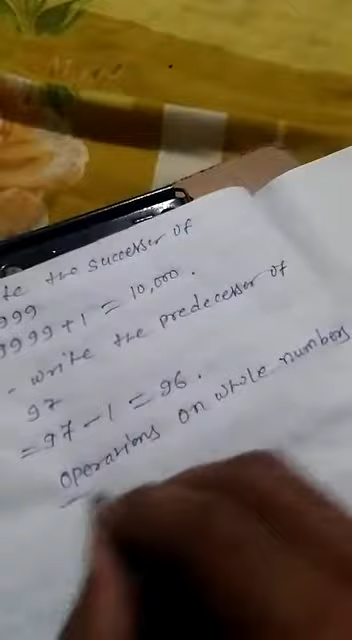 te the successor of
999
9999+1 = 10,000.
- write the predecessor of
97
=97-1 = 96.
operations on whole numbers